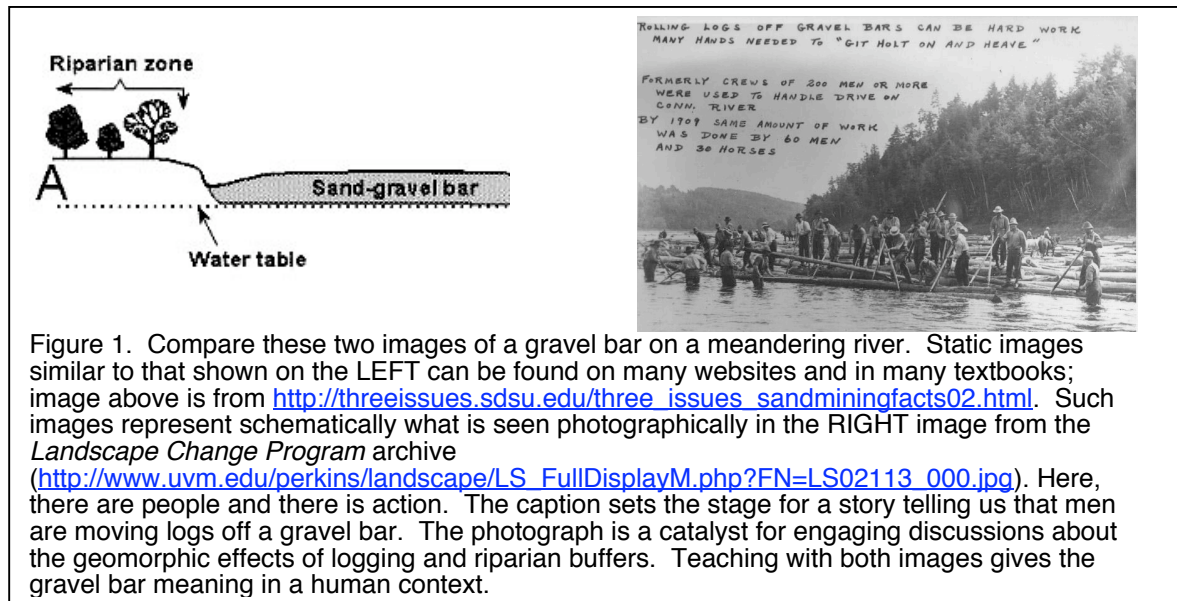 Riparian zone
A
Sand-gravel bar
Water table
ROLLING LOGS OFF GRAVEL BARS CAN BE HARD WORK
MANY HANDS NEEDED TO "GIT HOLT ON AND HEAVE"
FORMERLY CREWS OF 200 MEN OR MORE
WERE USED TO HANDLE DRIVE ON
CONN. RIVER
BY 1909 SAME AMOUNT OF WORK
WAS DONE BY 60 MEN
AND 30 HORSES
Figure 1.  Compare these two images of a gravel bar on a meandering river.  Static images
similar to that shown on the LEFT can be found on many websites and in many textbooks;
image above is from http://threeissues.sdsu.edu/three_issues_sandminingfacts02.html.  Such
images represent schematically what is seen photographically in the RIGHT image from the
Landscape Change Program archive
(http://www.uvm.edu/perkins/landscape/LS_FullDisplayM.php?FN=LS02113_000.jpg). Here,
there are people and there is action.  The caption sets the stage for a story telling us that men
are moving logs off a gravel bar.  The photograph is a catalyst for engaging discussions about
the geomorphic effects of logging and riparian buffers.  Teaching with both images gives the
gravel bar meaning in a human context.